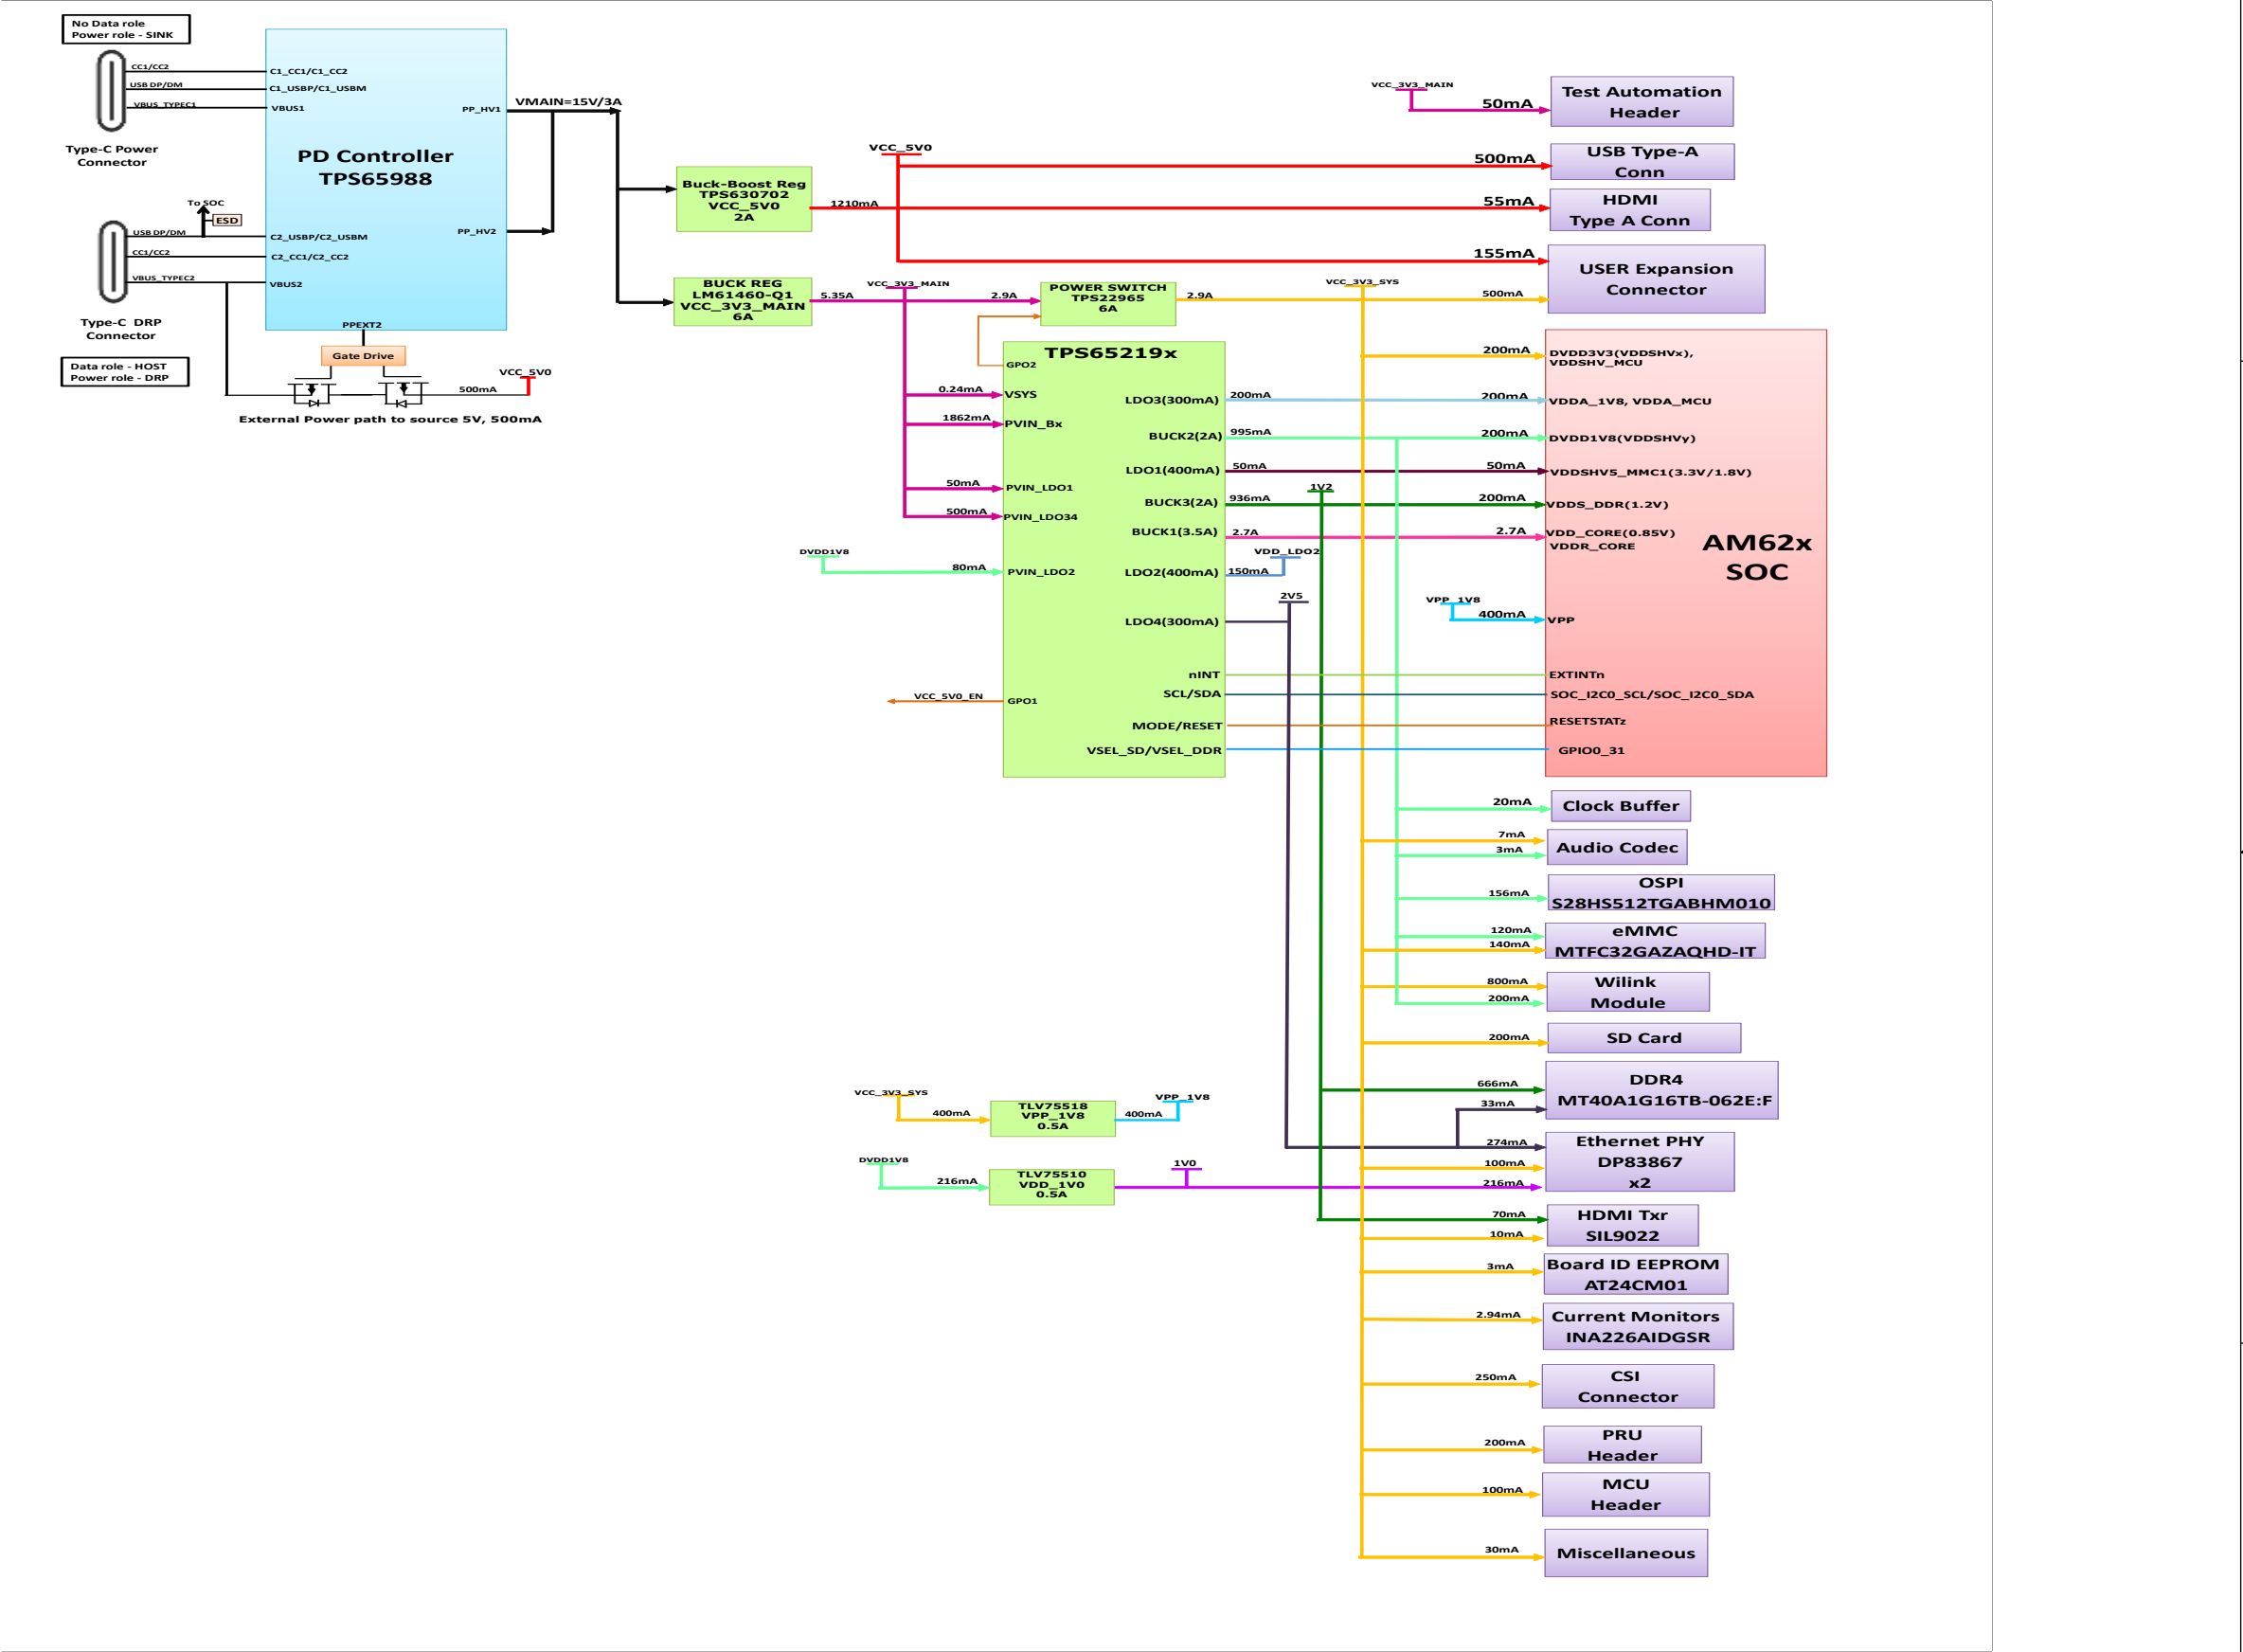 No Data role
Power role - SINK
CC1/CC2
USB DP/DM
VBUS_TYPEC1
Type-C Power
Connector
C1_CC1/C1_CC2
C1_USBP/C1_USBM
VBUS1
PP_HV1
PD Controller
TPS65988
PP_HV2
To SOC
ESD
USB DP/DM
CC1/CC2
VBUS_TYPEC2
C2_USBP/C2_USBM
C2_CC1/C2_CC2
VBUS2
PPEXT2
Type-C DRP
Connector
Data role - HOST
Power role - DRP
Gate Drive
500mA
VCC_5V0
External Power path to source 5V, 500mA
VMAIN=15V/3A
Buck-Boost Reg
TPS630702
VCC_5V0
2A
1210mA
VCC_5V0
BUCK REG
LM61460-Q1
VCC_3V3_MAIN
6A
5.35A
VCC_3V3_MAIN
2.9A
POWER SWITCH
TPS22965
6A
2.9A
VCC_3V3_SYS
VCC_3V3_MAIN
50mA
Test Automation
Header
500mA
USB Type-A
Conn
55mA
HDMI
Type A Conn
155mA
500mA
USER Expansion
Connector
TPS65219x
GPO2
0.24mA
VSYS
1862mA
PVIN_Bx
50mA
PVIN_LDO1
500mA
PVIN_LDO34
DVDD1V8
80mA
PVIN_LDO2
VCC_5V0_EN
GPO1
LDO3(300mA)
200mA
BUCK2(2A)
995mA
LDO1(400mA)
50mA
BUCK3(2A)
936mA
1V2
BUCK1(3.5A)
2.7A
LDO2(400mA)
150mA
VDD_LDO2
LDO4(300mA)
2V5
nINT
SCL/SDA
MODE/RESET
VSEL_SD/VSEL_DDR
200mA
DVDD3V3(VDDSHVx),
VDDSHV_MCU
200mA
VDDA_1V8, VDDA_MCU
200mA
DVDD1V8(VDDSHVy)
50mA
VDDSHV5_MMC1(3.3V/1.8V)
200mA
VDDS_DDR(1.2V)
2.7A
VDD_CORE(0.85V)
VDDR_CORE
AM62x
SOC
VPP_1V8
400mA
VPP
EXTINTn
SOC_I2C0_SCL/SOC_I2C0_SDA
RESETSTATz
GPIO0_31
20mA
Clock Buffer
7mA
3mA
Audio Codec
156mA
OSPI
S28HS512TGABHM010
120mA
140mA
eMMC
MTFC32GAZAQHD-IT
800mA
200mA
Wilink
Module
200mA
SD Card
666mA
33mA
DDR4
MT40A1G16TB-062E:F
VCC_3V3_SYS
400mA
TLV75518
VPP_1V8
0.5A
400mA
VPP_1V8
DVDD1V8
216mA
TLV75510
VDD_1V0
0.5A
1V0
274mA
100mA
216mA
Ethernet PHY
DP83867
x2
70mA
10mA
HDMI Txr
SIL9022
3mA
Board ID EEPROM
AT24CM01
2.94mA
Current Monitors
INA226AIDGSR
250mA
CSI
Connector
200mA
PRU
Header
100mA
MCU
Header
30mA
Miscellaneous